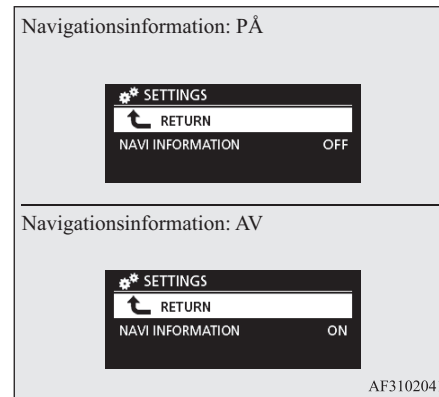 Navigationsinformation: PÅ
SETTINGS
RETURN
NAVI INFORMATION OFF
Navigationsinformation: AV
SETTINGS
RETURN
NAVI INFORMATION ON
AF310204